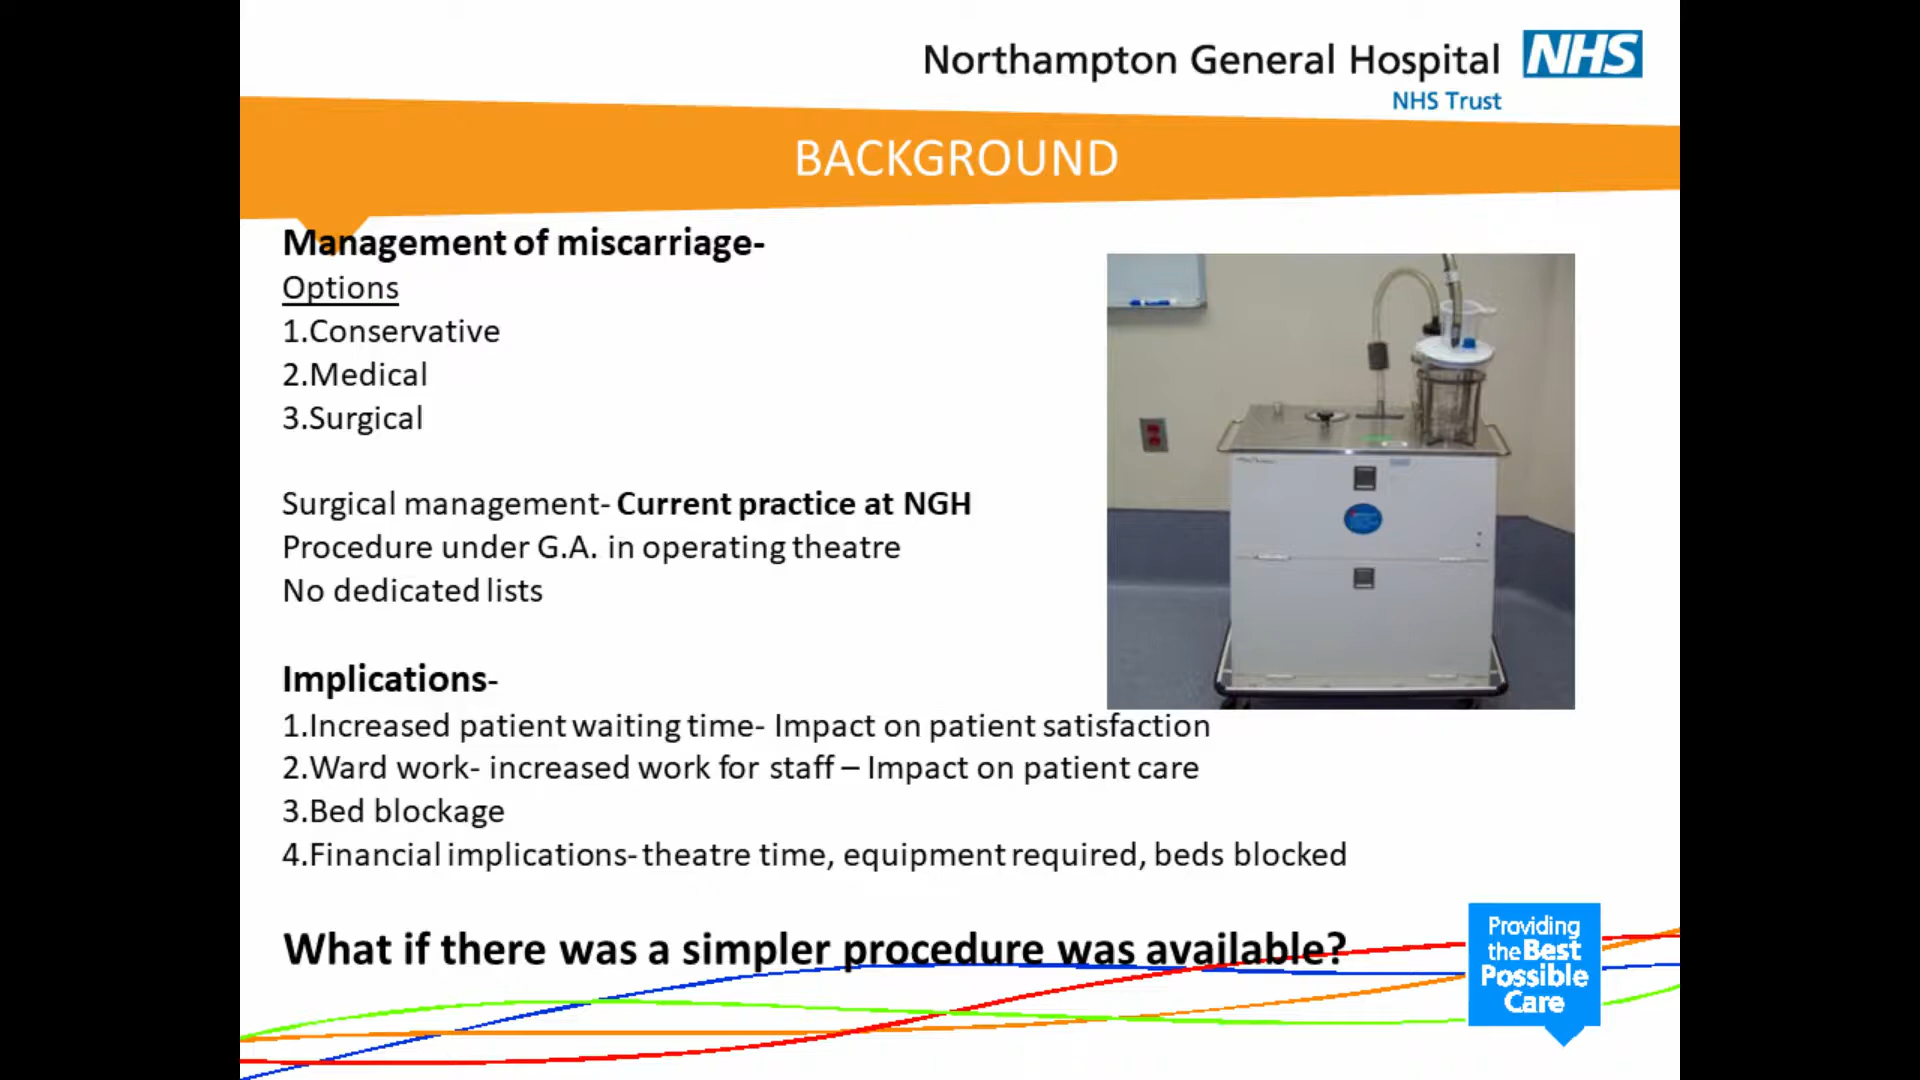 Northampton General Hospital NHS
NHS Trust
BACKGROUND
Management of miscarriage-
Options
1.Conservative
2.Medical
3.Surgical
Surgical management- Current practice at NGH
Procedure under G.A. in operating theatre
No dedicated lists
Implications-
1.Increased patient waiting time- Impact on patient satisfaction
2.Ward work- increased work for staff – Impact on patient care
3.Bed blockage
4.Financial implications- theatre time, equipment required, beds blocked
What if there was a simpler procedure was available?
Providing
the Best
Possible
Care